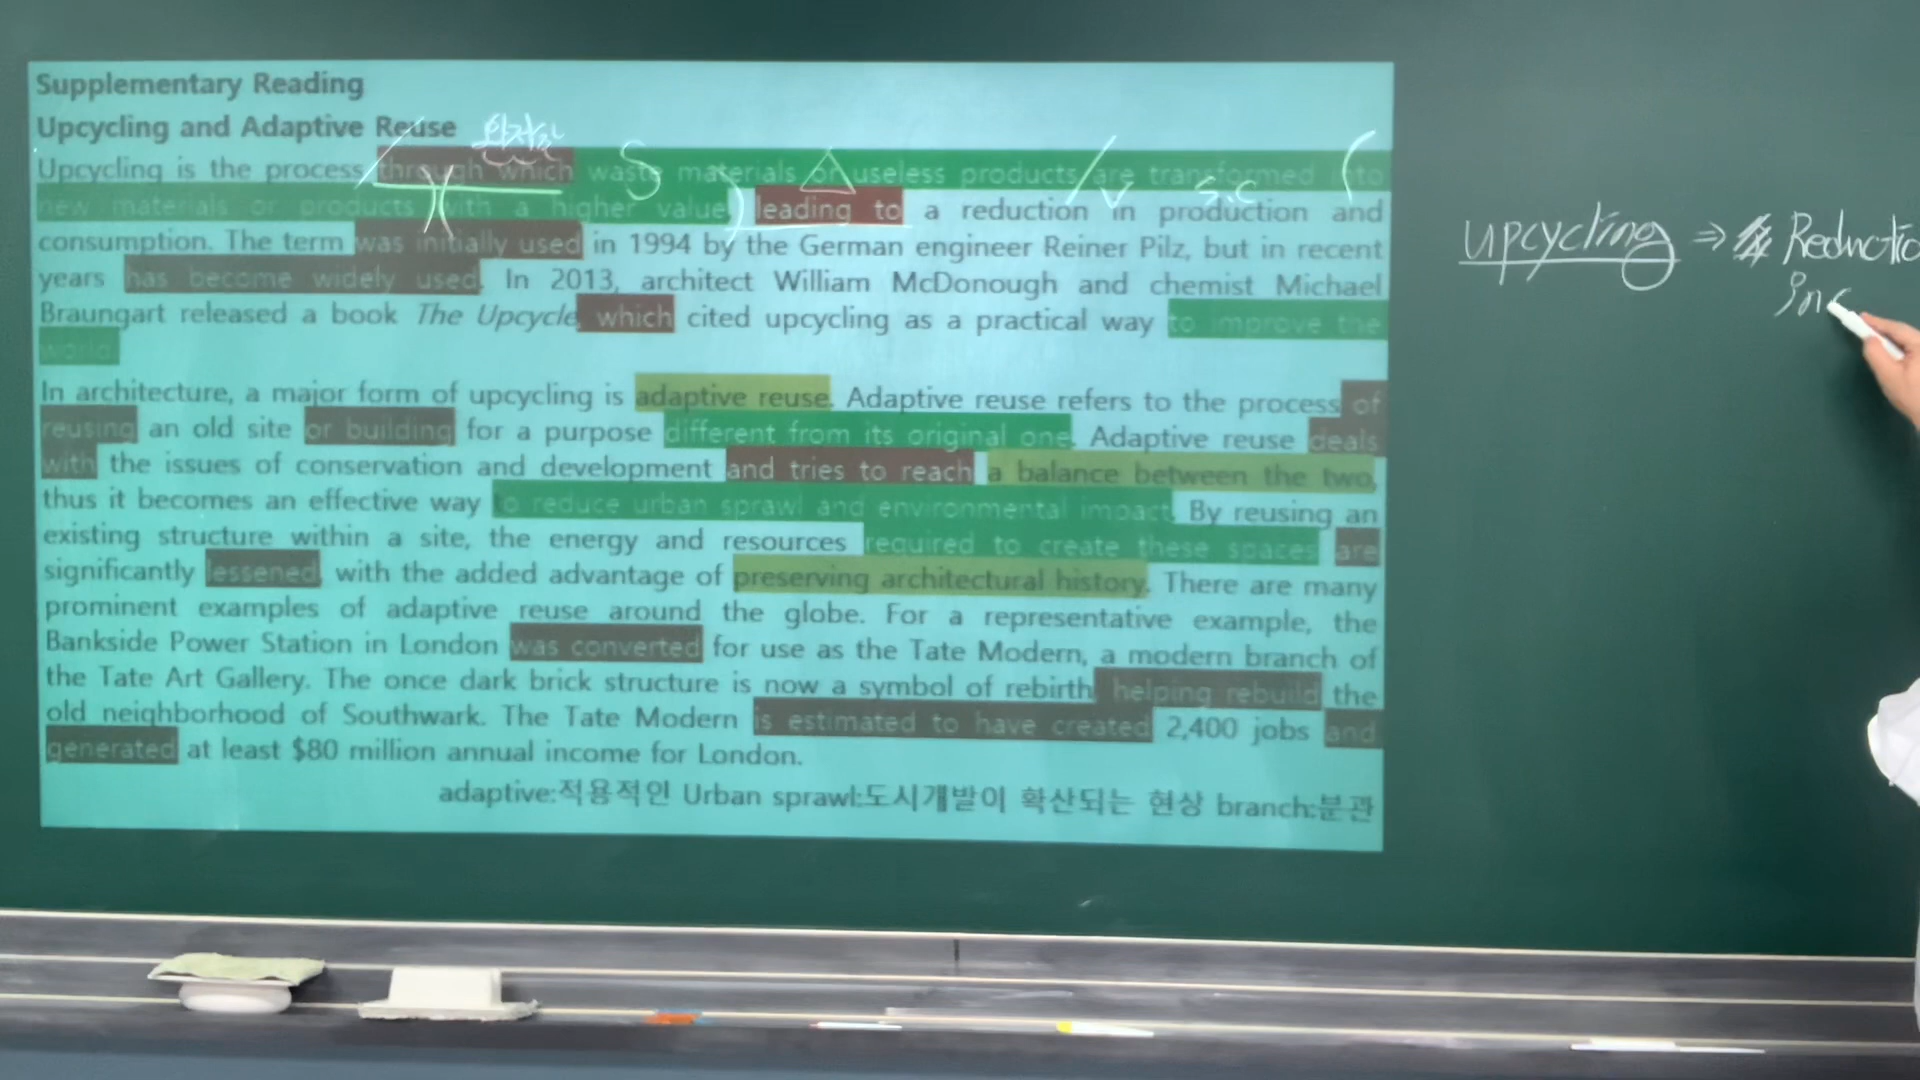 Supplementary Reading
Upcycling and Adaptive Reuse
Upcycling is the process through which waste materials or useless products are transformed into
new materials or products with a higher value, leading to a reduction in production and
consumption. The term was initially used in 1994 by the German engineer Reiner Pilz, but in recent
years has become widely used. In 2013, architect William McDonough and chemist Michael
Braungart released a book The Upcycle, which cited upcycling as a practical way to improve the
world.
In architecture, a major form of upcycling is adaptive reuse. Adaptive reuse refers to the process of
reusing an old site or building for a purpose different from its original one. Adaptive reuse deals
with the issues of conservation and development and tries to reach a balance between the two,
thus it becomes an effective way to reduce urban sprawl and environmental impact. By reusing an
existing structure within a site, the energy and resources required to create these spaces are
significantly lessened, with the added advantage of preserving architectural history. There are many
prominent examples of adaptive reuse around the globe. For a representative example, the
Bankside Power Station in London was converted for use as the Tate Modern, a modern branch of
the Tate Art Gallery. The once dark brick structure is now a symbol of rebirth, helping rebuild the
old neighborhood of Southwark. The Tate Modern is estimated to have created 2,400 jobs and
generated at least $80 million annual income for London.
adaptive:적용적인 Urban sprawl:도시개발이 확산되는 현상 branch:분관
S
V
S.C
upcycling ⇒ Reductio